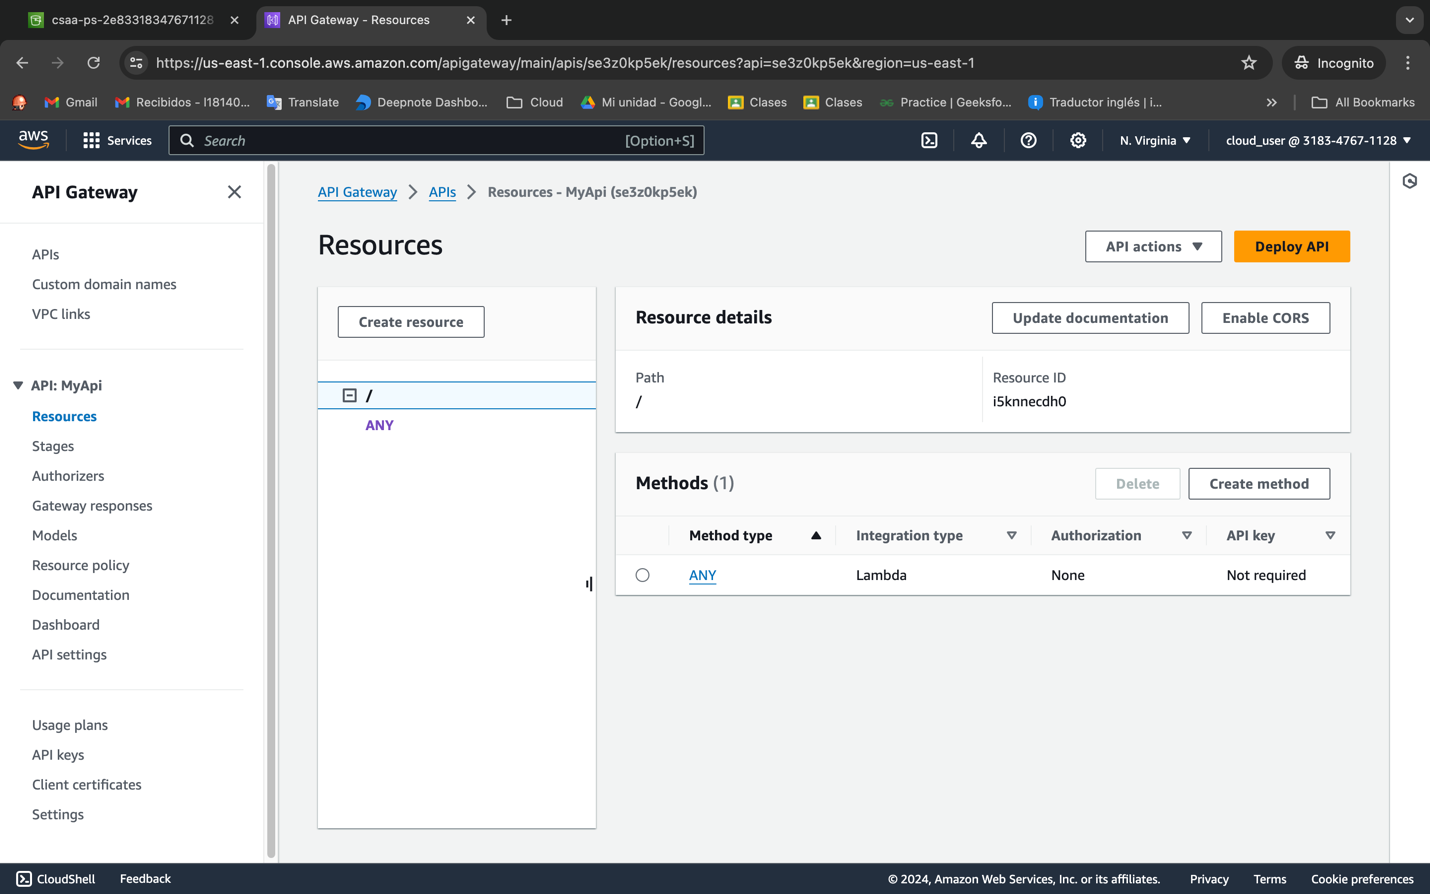 csaa-ps-2e83318347671128
API Gateway - Resources
https://us-east-1.console.aws.amazon.com/apigateway/main/apis/se3z0kp5ek/resources?api=se3z0kp5ek&region=us-east-1
Incognito
Gmail
Recibidos - l18140...
Translate
Deepnote Dashbo...
Cloud
Mi unidad - Googl...
Clases
Clases
Practice | Geeksfo...
Traductor inglés | i...
All Bookmarks
aws
Services
Search
[Option+S]
N. Virginia
cloud_user @ 3183-4767-1128
API Gateway
APIs
Custom domain names
VPC links
API: MyApi
Resources
Stages
Authorizers
Gateway responses
Models
Resource policy
Documentation
Dashboard
API settings
Usage plans
API keys
Client certificates
Settings
API Gateway > APIs > Resources - MyApi (se3z0kp5ek)
Resources
API actions
Deploy API
Create resource
/
ANY
Resource details
Update documentation
Enable CORS
Path
/
Resource ID
i5knnecdh0
Methods (1)
Delete
Create method
Method type
Integration type
Authorization
API key
ANY
Lambda
None
Not required
CloudShell
Feedback
© 2024, Amazon Web Services, Inc. or its affiliates.
Privacy
Terms
Cookie preferences